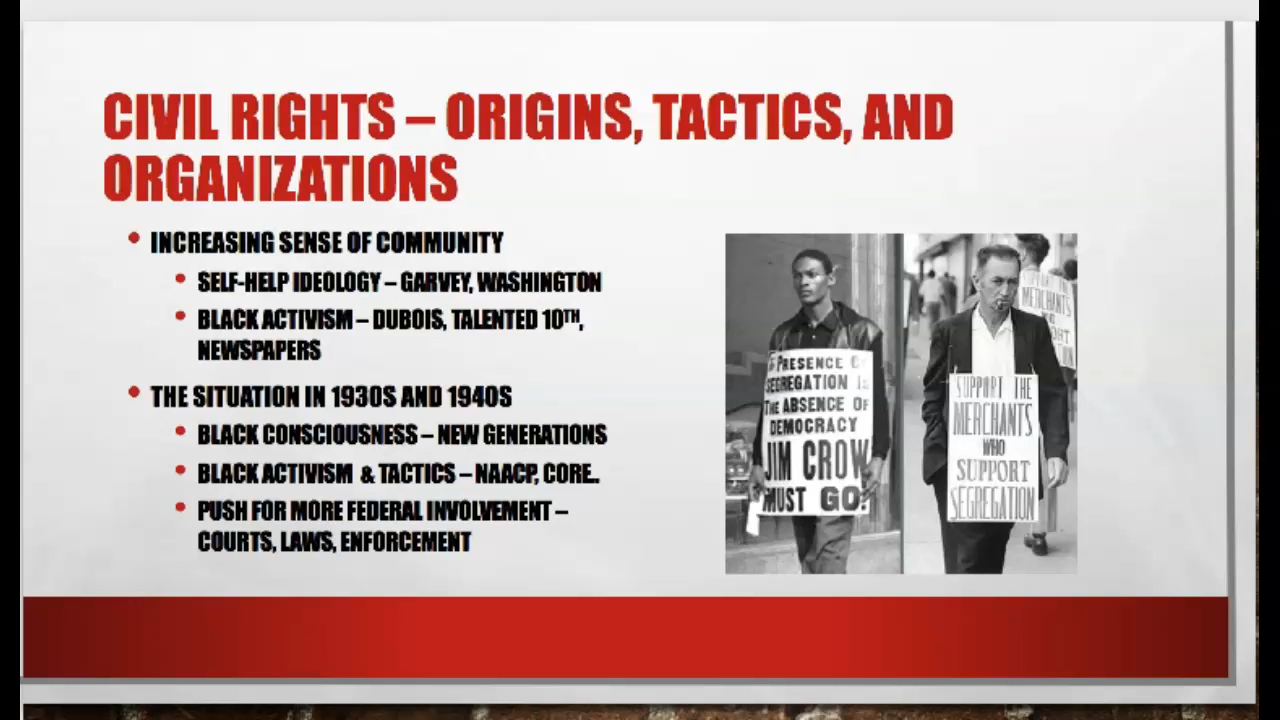 CIVIL RIGHTS – ORIGINS, TACTICS, AND
ORGANIZATIONS
• INCREASING SENSE OF COMMUNITY
• SELF-HELP IDEOLOGY – GARVEY, WASHINGTON
• BLACK ACTIVISM – DUBOIS, TALENTED 10TH,
NEWSPAPERS
• THE SITUATION IN 1930S AND 1940S
• BLACK CONSCIOUSNESS – NEW GENERATIONS
• BLACK ACTIVISM & TACTICS – NAACP, CORE.
• PUSH FOR MORE FEDERAL INVOLVEMENT –
COURTS, LAWS, ENFORCEMENT
PRESENCE
SEGREGATION IS
THE ABSENCE OF
DEMOCRACY
JIM CROW
MUST GO!
SUPPORT THE
MERCHANTS
WHO
SUPPORT
SEGREGATION
MERCHANTS